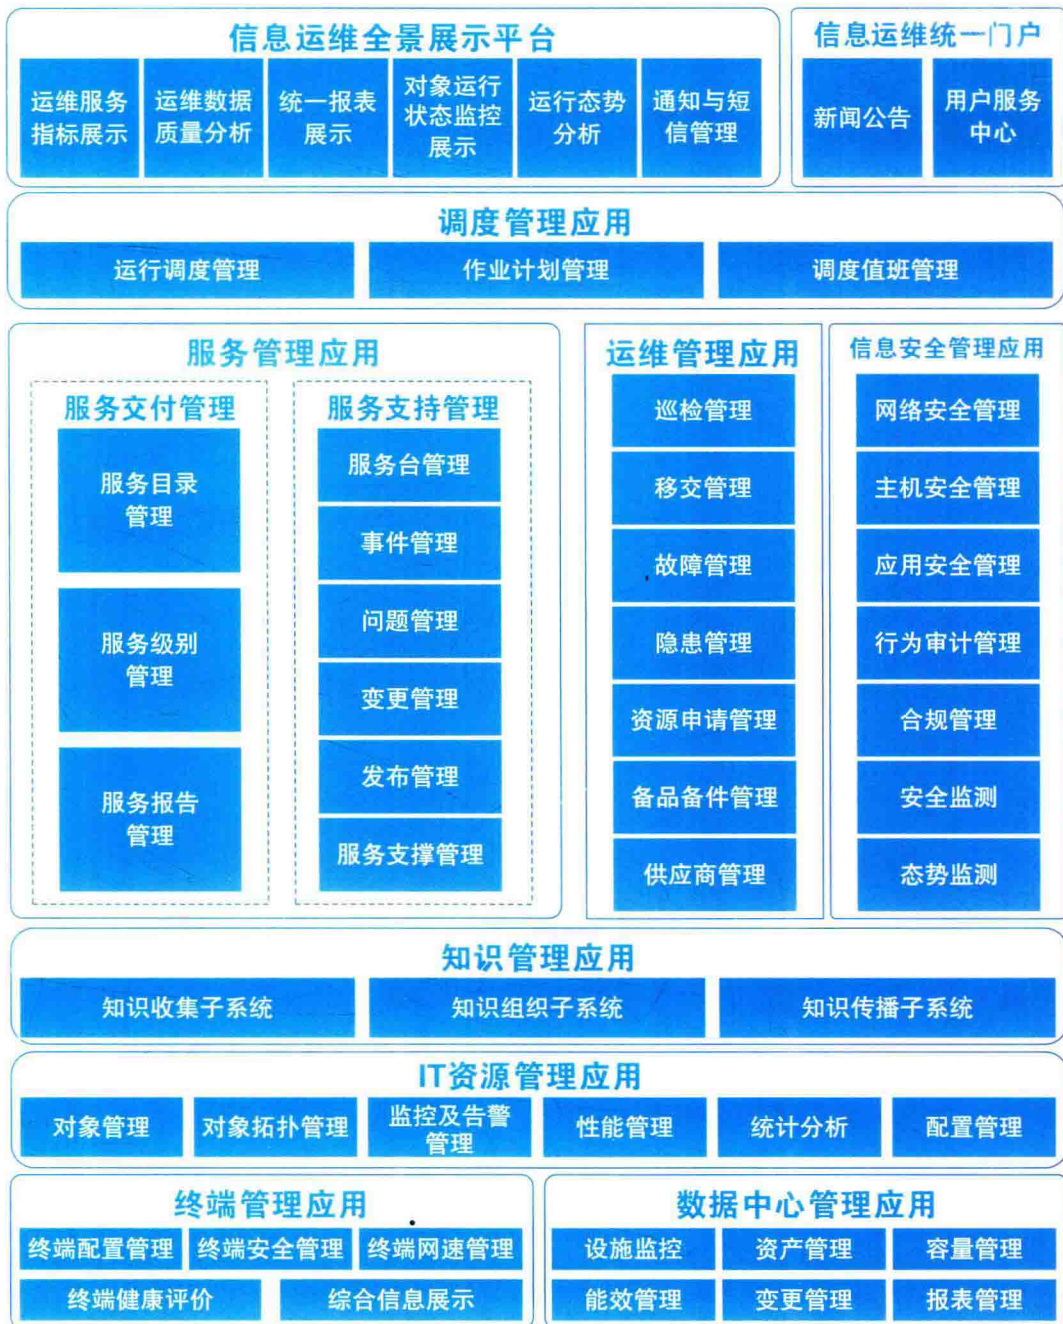 信息运维全景展示平台
运维服务
指标展示
运维数据
质量分析
统一报表
展示
对象运行
状态监控
展示
运行态势
分析
通知与短
信管理
信息运维统一门户
新闻公告
用户服务
中心
调度管理应用
运行调度管理
作业计划管理
调度值班管理
服务管理应用
服务交付管理
服务目录
管理
服务级别
管理
服务报告
管理
服务支持管理
服务台管理
事件管理
问题管理
变更管理
发布管理
服务支撑管理
运维管理应用
巡检管理
移交管理
故障管理
隐患管理
资源申请管理
备品备件管理
供应商管理
信息安全管理应用
网络安全管理
主机安全管理
应用安全管理
行为审计管理
合规管理
安全监测
态势监测
知识管理应用
知识收集子系统
知识组织子系统
知识传播子系统
IT资源管理应用
对象管理
对象拓扑管理
监控及告警
管理
性能管理
统计分析
配置管理
终端管理应用
终端配置管理
终端安全管理
终端网速管理
终端健康评价
综合信息展示
数据中心管理应用
设施监控
资产管理
容量管理
能效管理
变更管理
报表管理